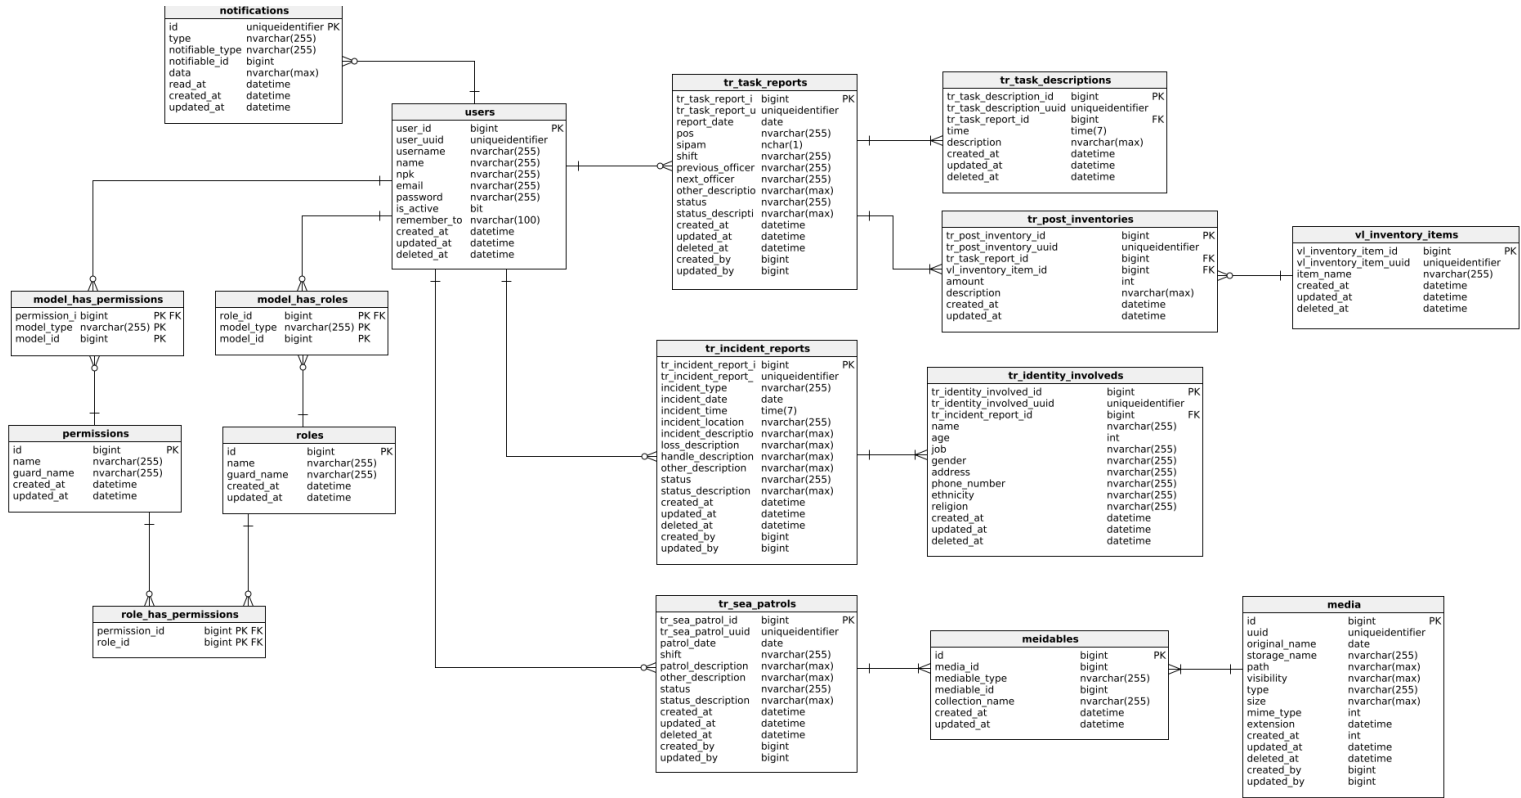 notifications
id uniqueidentifier PK
type nvarchar(255)
notifiable_type nvarchar(255)
notifiable_id bigint
data nvarchar(max)
read_at datetime
created_at datetime
updated_at datetime
users
user_id bigint PK
user_uuid uniqueidentifier
username nvarchar(255)
name nvarchar(255)
npk nvarchar(255)
email nvarchar(255)
password nvarchar(255)
is_active bit
remember_to nvarchar(100)
created_at datetime
updated_at datetime
deleted_at datetime
tr_task_reports
tr_task_report_i bigint PK
tr_task_report_u uniqueidentifier
report_date date
pos nvarchar(255)
sipam nchar(1)
shift nvarchar(255)
previous_officer nvarchar(255)
next_officer nvarchar(255)
other_descriptio nvarchar(max)
status nvarchar(255)
status_descripti nvarchar(max)
created_at datetime
updated_at datetime
deleted_at datetime
created_by bigint
updated_by bigint
tr_task_descriptions
tr_task_description_id bigint PK
tr_task_description_uuid uniqueidentifier
tr_task_report_id bigint FK
time time(7)
description nvarchar(max)
created_at datetime
updated_at datetime
deleted_at datetime
tr_post_inventories
tr_post_inventory_id bigint PK
tr_post_inventory_uuid uniqueidentifier
tr_task_report_id bigint FK
vl_inventory_item_id bigint FK
amount int
description nvarchar(max)
created_at datetime
updated_at datetime
vl_inventory_items
vl_inventory_item_id bigint PK
vl_inventory_item_uuid uniqueidentifier
item_name nvarchar(255)
created_at datetime
updated_at datetime
deleted_at datetime
model_has_permissions
permission_i bigint PK FK
model_type nvarchar(255) PK
model_id bigint PK
model_has_roles
role_id bigint PK FK
model_type nvarchar(255) PK
model_id bigint PK
permissions
id bigint PK
name nvarchar(255)
guard_name nvarchar(255)
created_at datetime
updated_at datetime
roles
id bigint PK
name nvarchar(255)
guard_name nvarchar(255)
created_at datetime
updated_at datetime
role_has_permissions
permission_id bigint PK FK
role_id bigint PK FK
tr_incident_reports
tr_incident_report_i bigint PK
tr_incident_report_ uniqueidentifier
incident_type nvarchar(255)
incident_date date
incident_time time(7)
incident_location nvarchar(255)
incident_descriptio nvarchar(max)
loss_description nvarchar(max)
handle_description nvarchar(max)
other_description nvarchar(max)
status nvarchar(255)
status_description nvarchar(max)
created_at datetime
updated_at datetime
deleted_at datetime
created_by bigint
updated_by bigint
tr_identity_involveds
tr_identity_involved_id bigint PK
tr_identity_involved_uuid uniqueidentifier
tr_incident_report_id bigint FK
name nvarchar(255)
age int
job nvarchar(255)
gender nvarchar(255)
address nvarchar(255)
phone_number nvarchar(255)
ethnicity nvarchar(255)
religion nvarchar(255)
created_at datetime
updated_at datetime
deleted_at datetime
tr_sea_patrols
tr_sea_patrol_id bigint PK
tr_sea_patrol_uuid uniqueidentifier
patrol_date date
shift nvarchar(255)
patrol_description nvarchar(max)
other_description nvarchar(max)
status nvarchar(255)
status_description nvarchar(max)
created_at datetime
updated_at datetime
deleted_at datetime
created_by bigint
updated_by bigint
meidables
id bigint PK
media_id bigint
mediable_type nvarchar(255)
mediable_id bigint
collection_name nvarchar(255)
created_at datetime
updated_at datetime
media
id bigint PK
uuid uniqueidentifier
original_name date
storage_name nvarchar(255)
path nvarchar(max)
visibility nvarchar(max)
type nvarchar(255)
size nvarchar(max)
mime_type int
extension datetime
created_at int
updated_at datetime
deleted_at datetime
created_by bigint
updated_by bigint